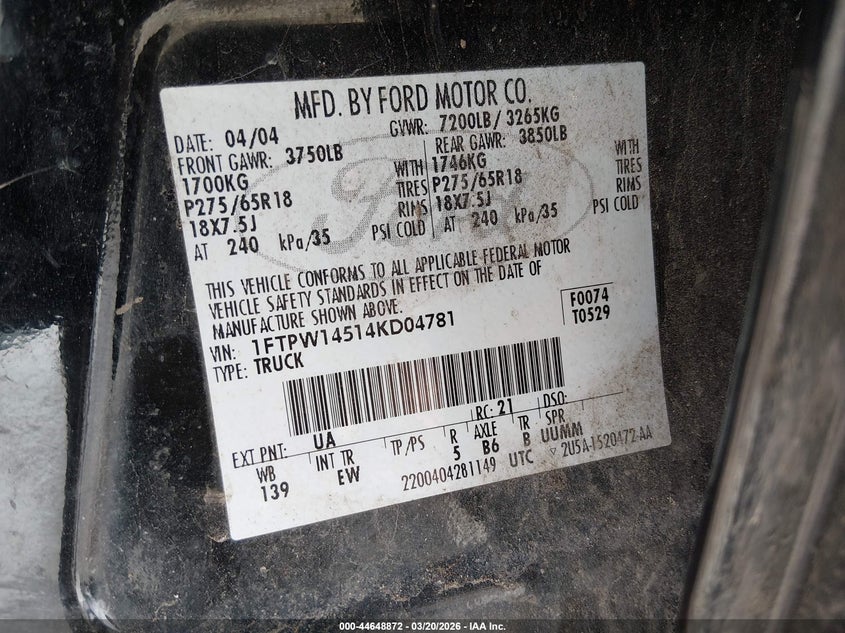 MFD. BY FORD MOTOR CO.
DATE: 04/04 GVWR: 7200LB/ 3265KG
FRONT GAWR: 3750LB REAR GAWR: 3850LB
1700KG WITH 1746KG WITH
P275/65R18 TIRES P275/65R18 TIRES
18X7.5J RIMS 18X7.5J RIMS
AT 240 kPa/35 PSI COLD AT 240 kPa/35 PSI COLD
THIS VEHICLE CONFORMS TO ALL APPLICABLE FEDERAL MOTOR
VEHICLE SAFETY STANDARDS IN EFFECT ON THE DATE OF
MANUFACTURE SHOWN ABOVE.
VIN: 1FTPW14514KD04781 F0074
TYPE: TRUCK T0529
EXT PNT: UA RC: 21 DSO:
WB INT TR TP/PS R AXLE TR SPR
139 EW 5 B6 B UUMM
2200404281149 UTC ▽ 2U5A-1520472-AA
Ford
000-44648872 - 03/20/2026 - IAA Inc.